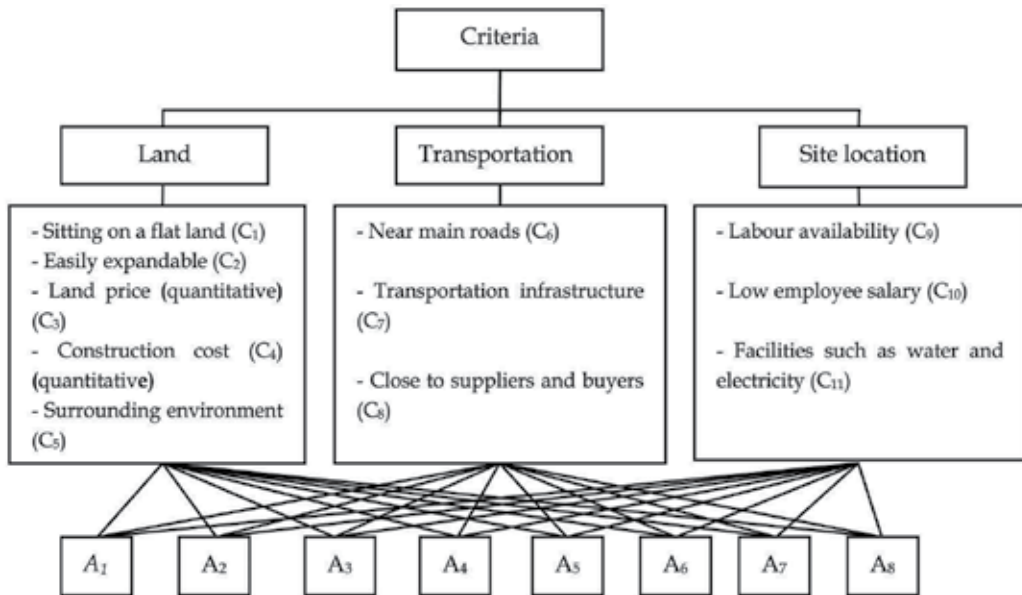 Criteria
Land
Transportation
Site location
- Sitting on a flat land (C₁)
- Easily expandable (C₂)
- Land price (quantitative)
(C₃)
- Construction cost (C₄)
(quantitative)
- Surrounding environment
(C₅)
- Near main roads (C₆)
- Transportation infrastructure
(C₇)
- Close to suppliers and buyers
(C₈)
- Labour availability (C₉)
- Low employee salary (C₁₀)
- Facilities such as water and
electricity (C₁₁)
A₁
A₂
A₃
A₄
A₅
A₆
A₇
A₈